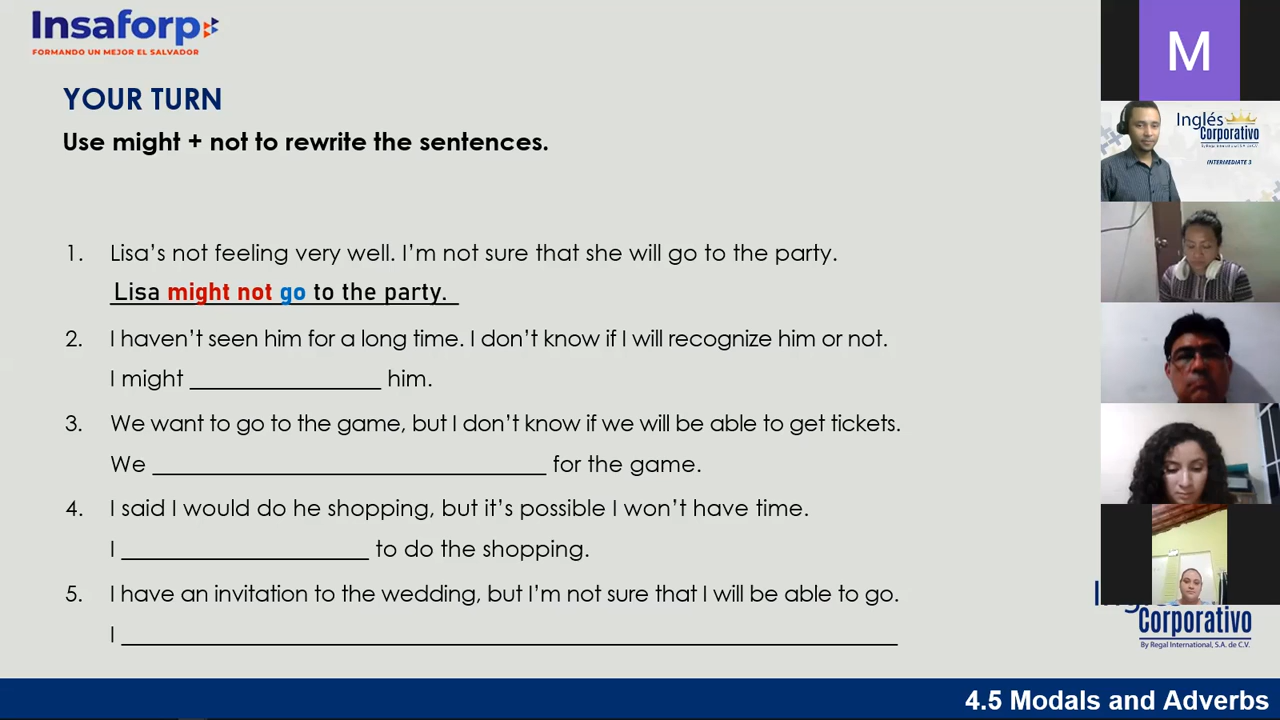 Insaforp
FORMANDO UN MEJOR EL SALVADOR
YOUR TURN
Use might + not to rewrite the sentences.
1. Lisa’s not feeling very well. I’m not sure that she will go to the party.
Lisa might not go to the party.
2. I haven’t seen him for a long time. I don’t know if I will recognize him or not.
I might ________________ him.
3. We want to go to the game, but I don’t know if we will be able to get tickets.
We _________________________________ for the game.
4. I said I would do he shopping, but it’s possible I won’t have time.
I _____________________ to do the shopping.
5. I have an invitation to the wedding, but I’m not sure that I will be able to go.
I _________________________________________________________________
M
Inglés
Corporativo
INTERMEDIATE 3
Corporativo
By Regal International, S.A. de C.V.
4.5 Modals and Adverbs